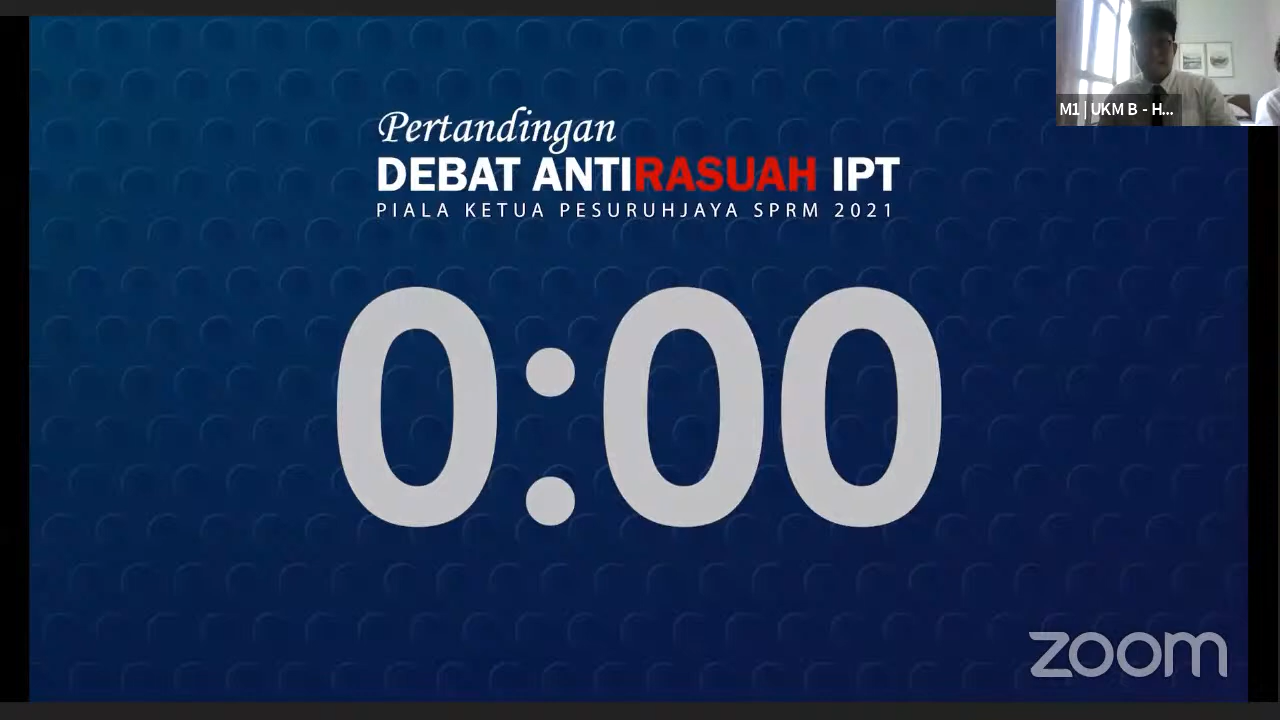 Pertandingan
DEBAT ANTIRASUAH IPT
PIALA KETUA PESURUHJAYA SPRM 2021
0:00
M1 | UKM B - H...
zoom